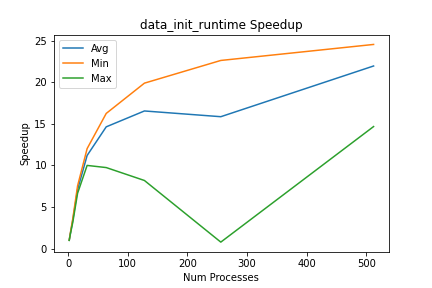 data_init_runtime Speedup
Avg
Min
Max
Speedup
25
20
15
10
5
0
0 100 200 300 400 500
Num Processes